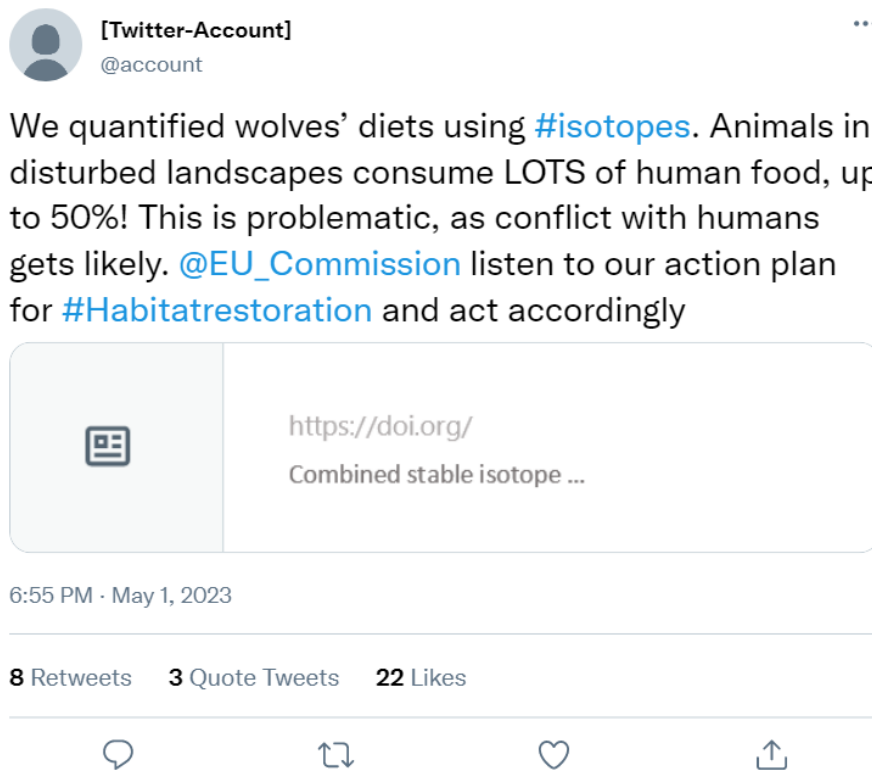 [Twitter-Account]
@account
We quantified wolves’ diets using #isotopes. Animals in
disturbed landscapes consume LOTS of human food, up
to 50%! This is problematic, as conflict with humans
gets likely. @EU_Commission listen to our action plan
for #Habitatrestoration and act accordingly
https://doi.org/
Combined stable isotope ...
6:55 PM · May 1, 2023
8 Retweets 3 Quote Tweets 22 Likes